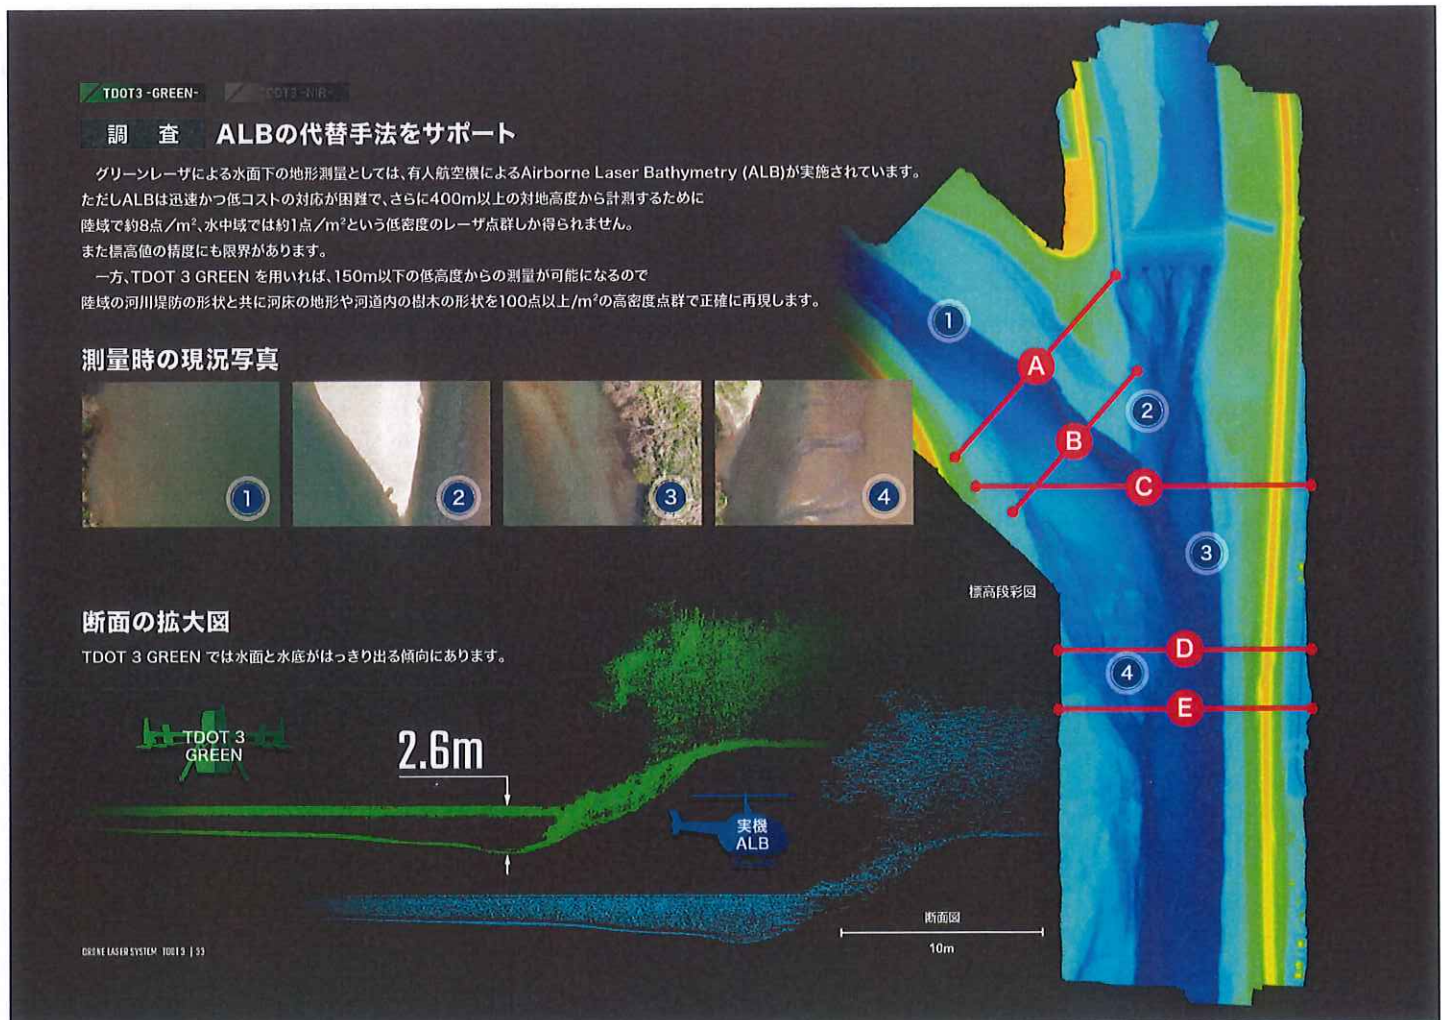 TDOT3 -GREEN-
TDOT3 -NIR-
調 査 ALBの代替手法をサポート
グリーンレーザによる水面下の地形測量としては、有人航空機によるAirborne Laser Bathymetry (ALB)が実施されています。
ただしALBは迅速かつ低コストの対応が困難で、さらに400m以上の対地高度から計測するために
陸域で約8点/m²、水中域では約1点/m²という低密度のレーザ点群しか得られません。
また標高値の精度にも限界があります。
一方、TDOT 3 GREEN を用いれば、150m以下の低高度からの測量が可能になるので
陸域の河川堤防の形状と共に河床の地形や河道内の樹木の形状を100点以上/m²の高密度点群で正確に再現します。
測量時の現況写真
1
2
3
4
断面の拡大図
TDOT 3 GREEN では水面と水底がはっきり出る傾向にあります。
TDOT 3
GREEN
2.6m
実機
ALB
断面図
10m
1
A
2
B
C
3
標高段彩図
D
4
E
DRONE LASER SYSTEM TDOT 3 | 33